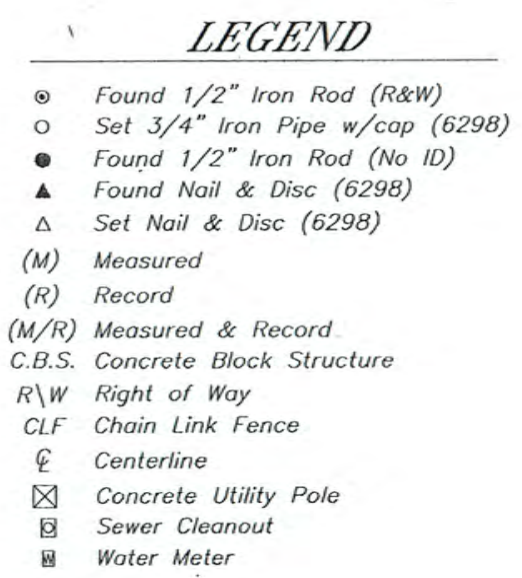 LEGEND
Found 1/2" Iron Rod (R&W)
Set 3/4" Iron Pipe w/cap (6298)
Found 1/2" Iron Rod (No ID)
Found Nail & Disc (6298)
Set Nail & Disc (6298)
(M) Measured
(R) Record
(M/R) Measured & Record
C.B.S. Concrete Block Structure
R\W Right of Way
CLF Chain Link Fence
℄ Centerline
Concrete Utility Pole
Sewer Cleanout
W Water Meter